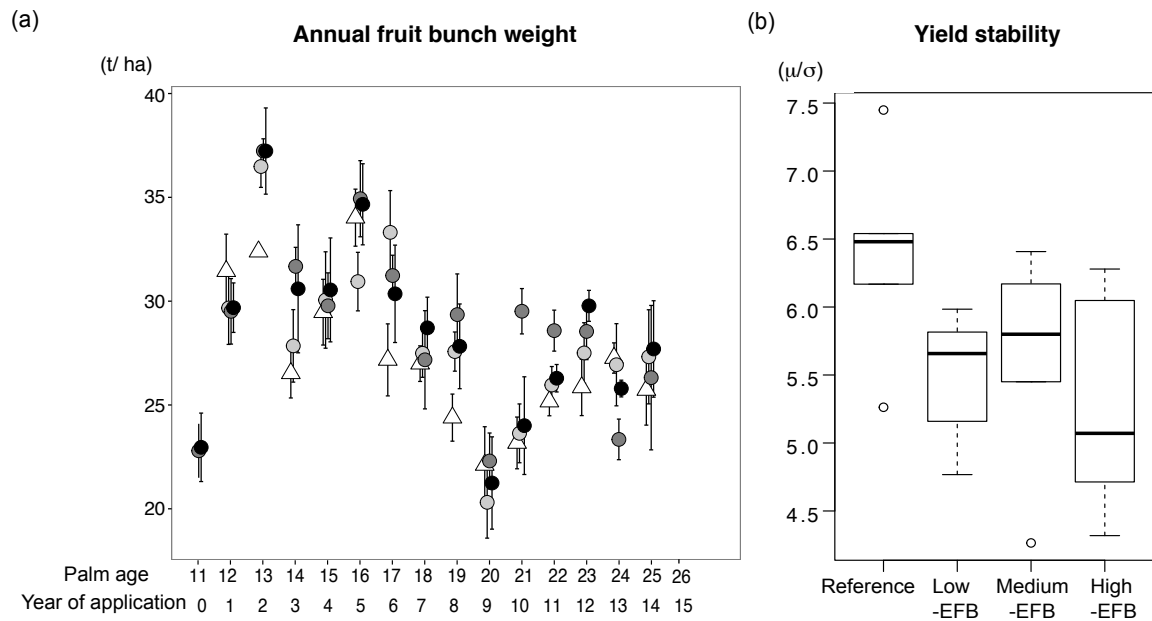 (a)
Annual fruit bunch weight
(t/ ha)
40
35
30
25
20
Palm age 11 12 13 14 15 16 17 18 19 20 21 22 23 24 25 26
Year of application 0 1 2 3 4 5 6 7 8 9 10 11 12 13 14 15
(b)
Yield stability
(μ/σ)
7.5
7.0
6.5
6.0
5.5
5.0
4.5
Reference Low Medium High
-EFB -EFB -EFB